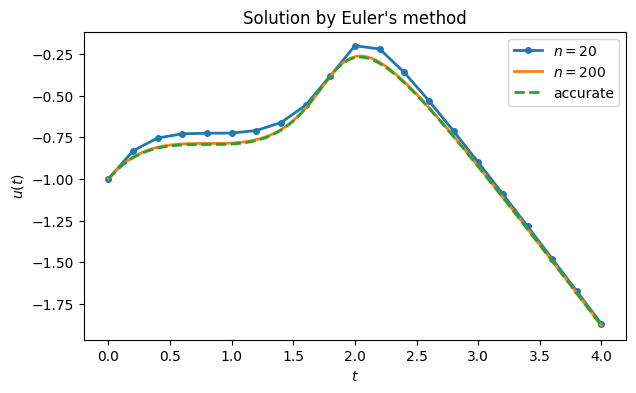 Solution by Euler's method
n = 20
n = 200
accurate
u(t)
−0.25
−0.50
−0.75
−1.00
−1.25
−1.50
−1.75
0.0 0.5 1.0 1.5 2.0 2.5 3.0 3.5 4.0
t